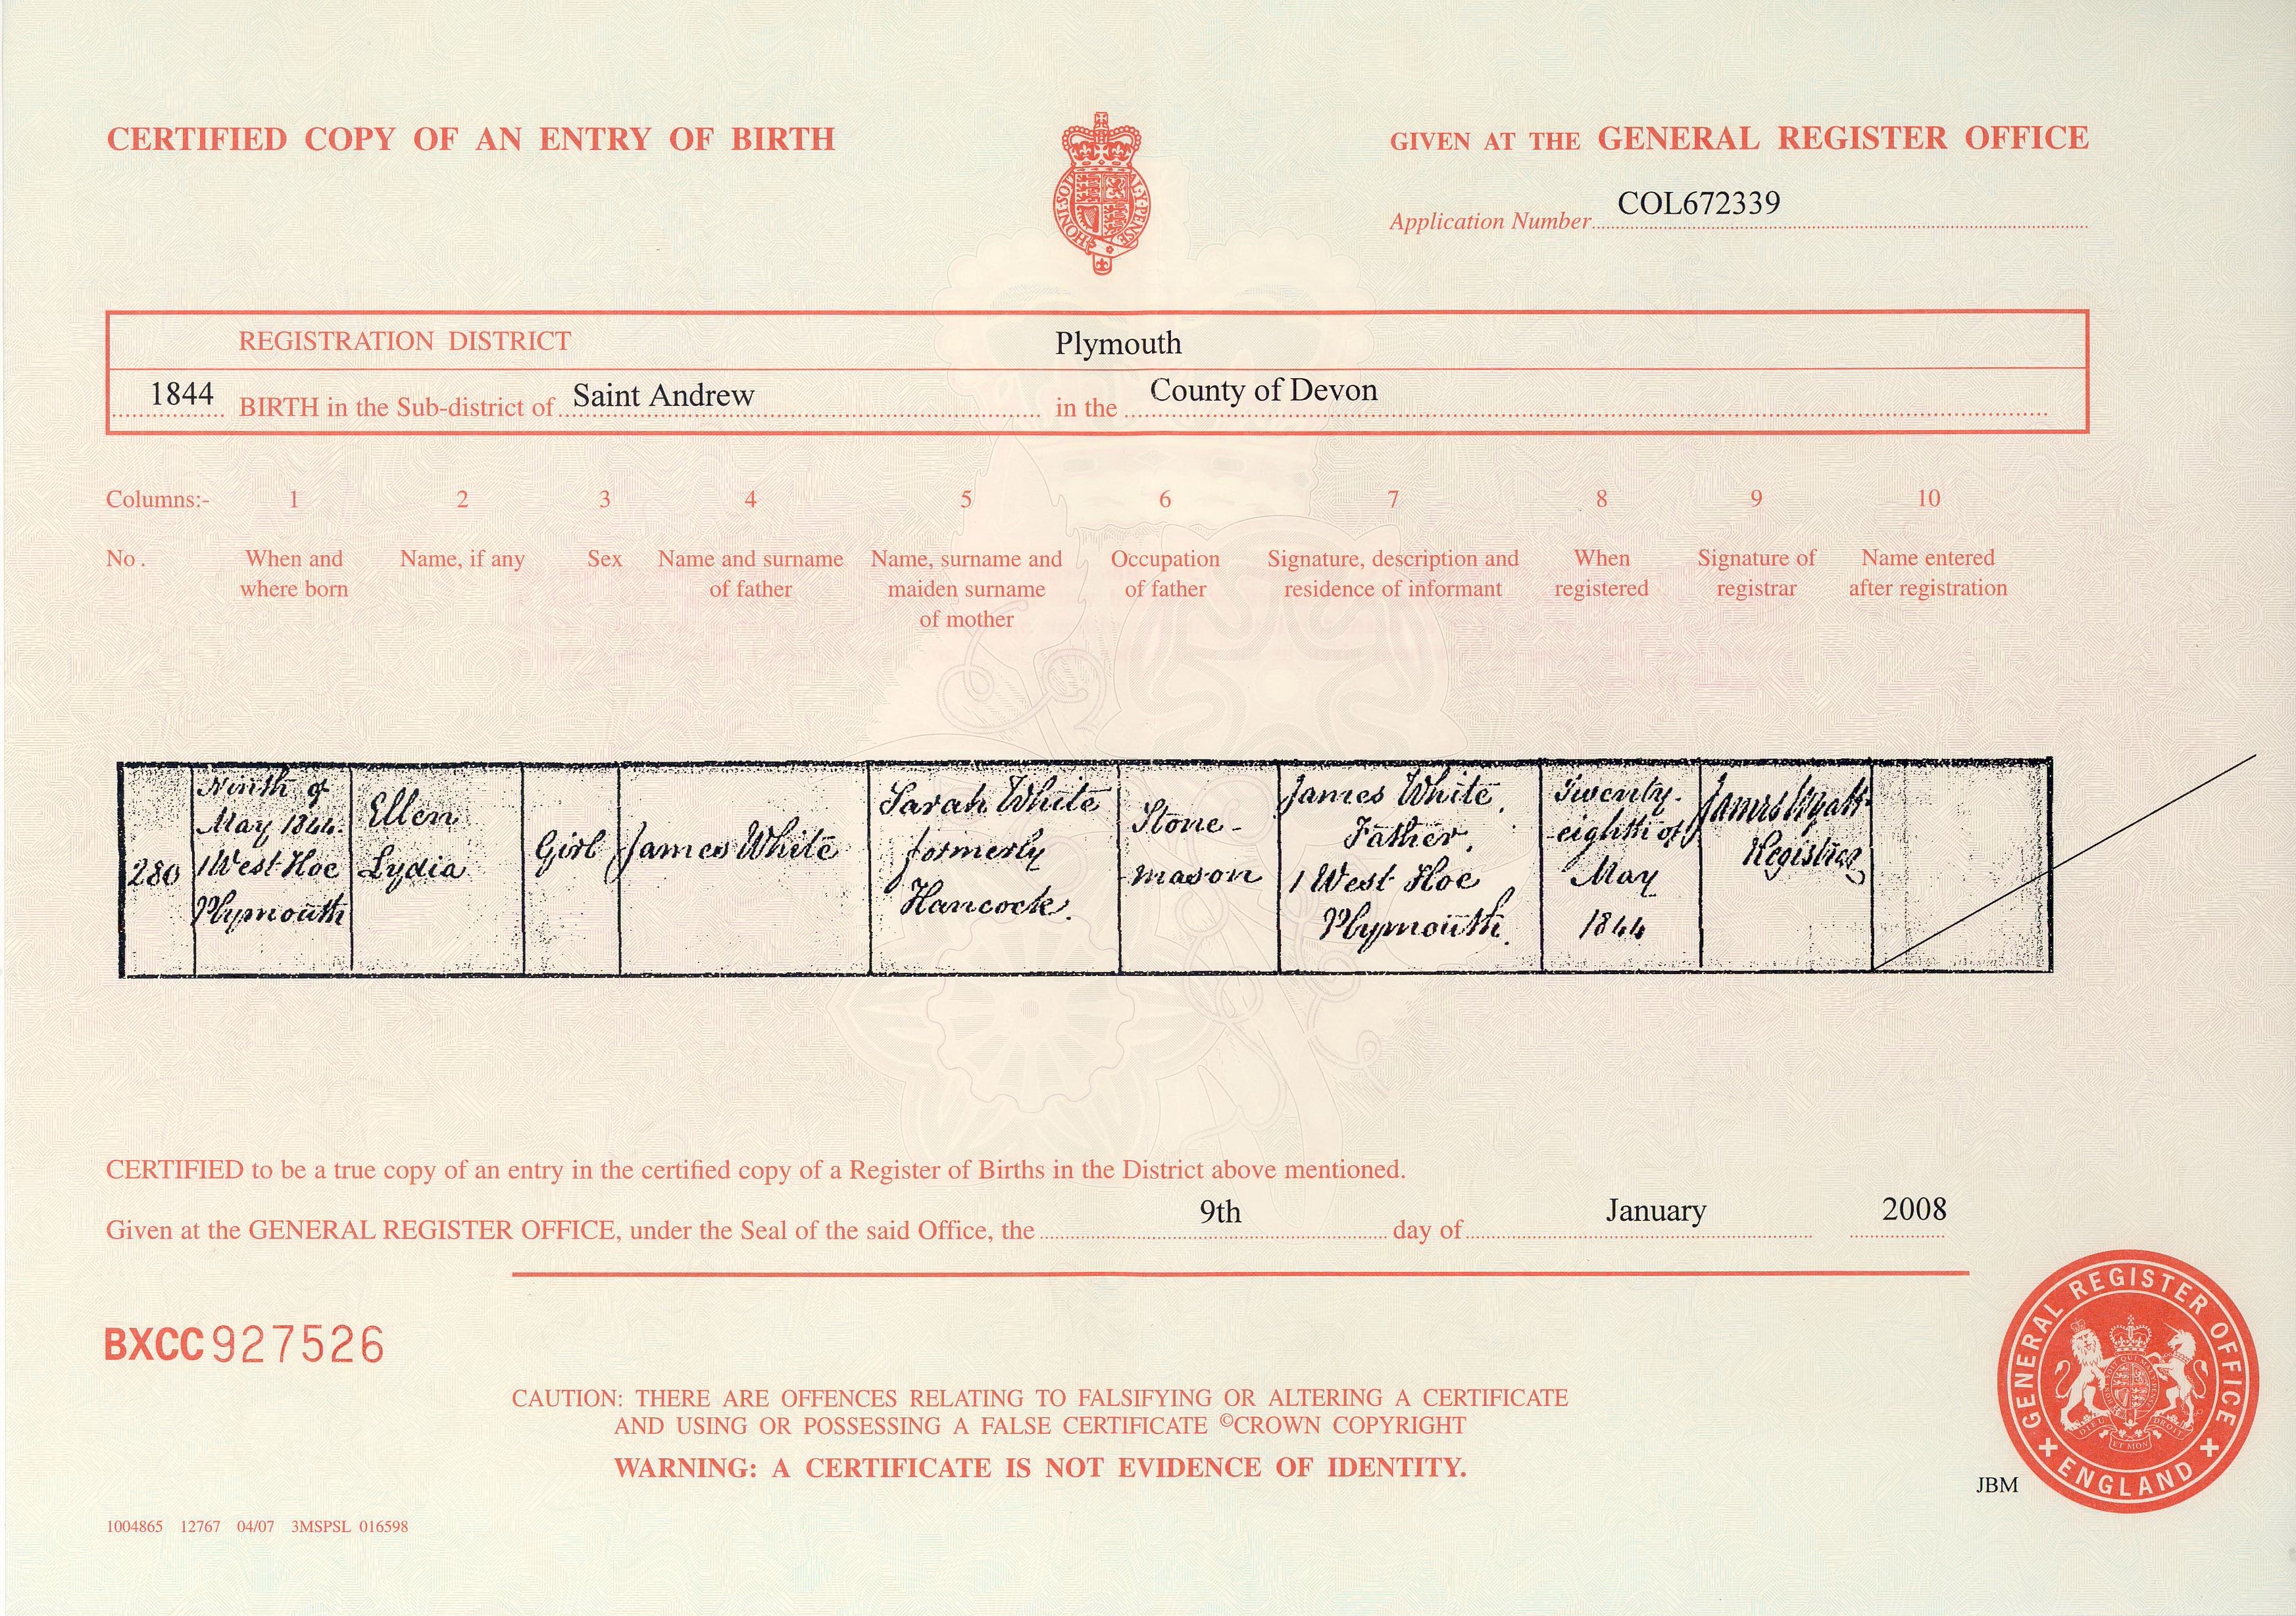 CERTIFIED COPY OF AN ENTRY OF BIRTH
GIVEN AT THE GENERAL REGISTER OFFICE
HONI·SOI
AL·Y·PENSE
Application Number COL672339
REGISTRATION DISTRICT Plymouth
1844 BIRTH in the Sub-district of Saint Andrew in the County of Devon
Columns:- 1 2 3 4 5 6 7 8 9 10
No. When and Name, if any Sex Name and surname Name, surname and Occupation Signature, description and When Signature of Name entered
where born of father maiden surname of father residence of informant registered registrar after registration
of mother
280
Ninth of
May 1844.
1 West Hoe
Plymouth
Ellen
Lydia
Girl
James White
Sarah White
formerly
Hancock.
Stone-
mason
James White.
Father.
1 West Hoe
Plymouth.
Twenty-
eighth of
May
1844
James Wyatt
Registrar
CERTIFIED to be a true copy of an entry in the certified copy of a Register of Births in the District above mentioned.
Given at the GENERAL REGISTER OFFICE, under the Seal of the said Office, the 9th day of January 2008
BXCC 927526
CAUTION: THERE ARE OFFENCES RELATING TO FALSIFYING OR ALTERING A CERTIFICATE
AND USING OR POSSESSING A FALSE CERTIFICATE ©CROWN COPYRIGHT
WARNING: A CERTIFICATE IS NOT EVIDENCE OF IDENTITY.
GENERAL REGISTER OFFICE
ENGLAND
DIEU ET MON DROIT
JBM
1004865 12767 04/07 3MSPSL 016598